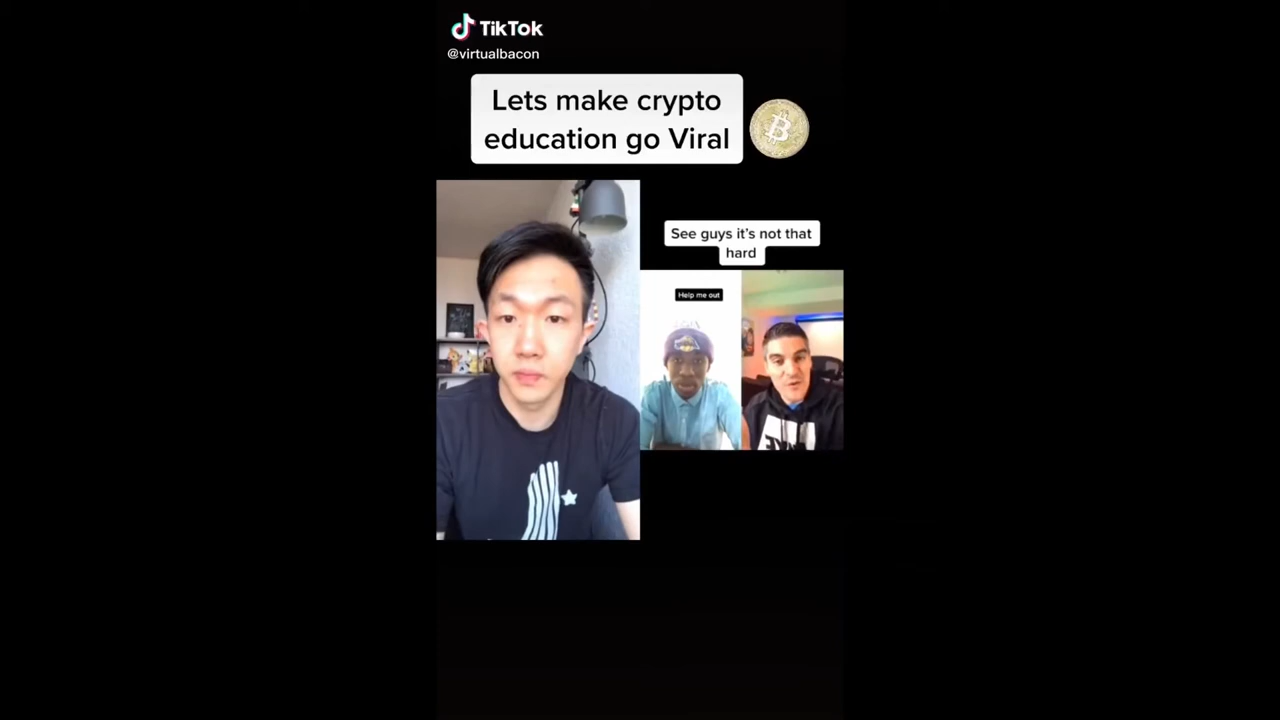 TikTok
@virtualbacon
Lets make crypto
education go Viral
See guys it's not that
hard
Help me out